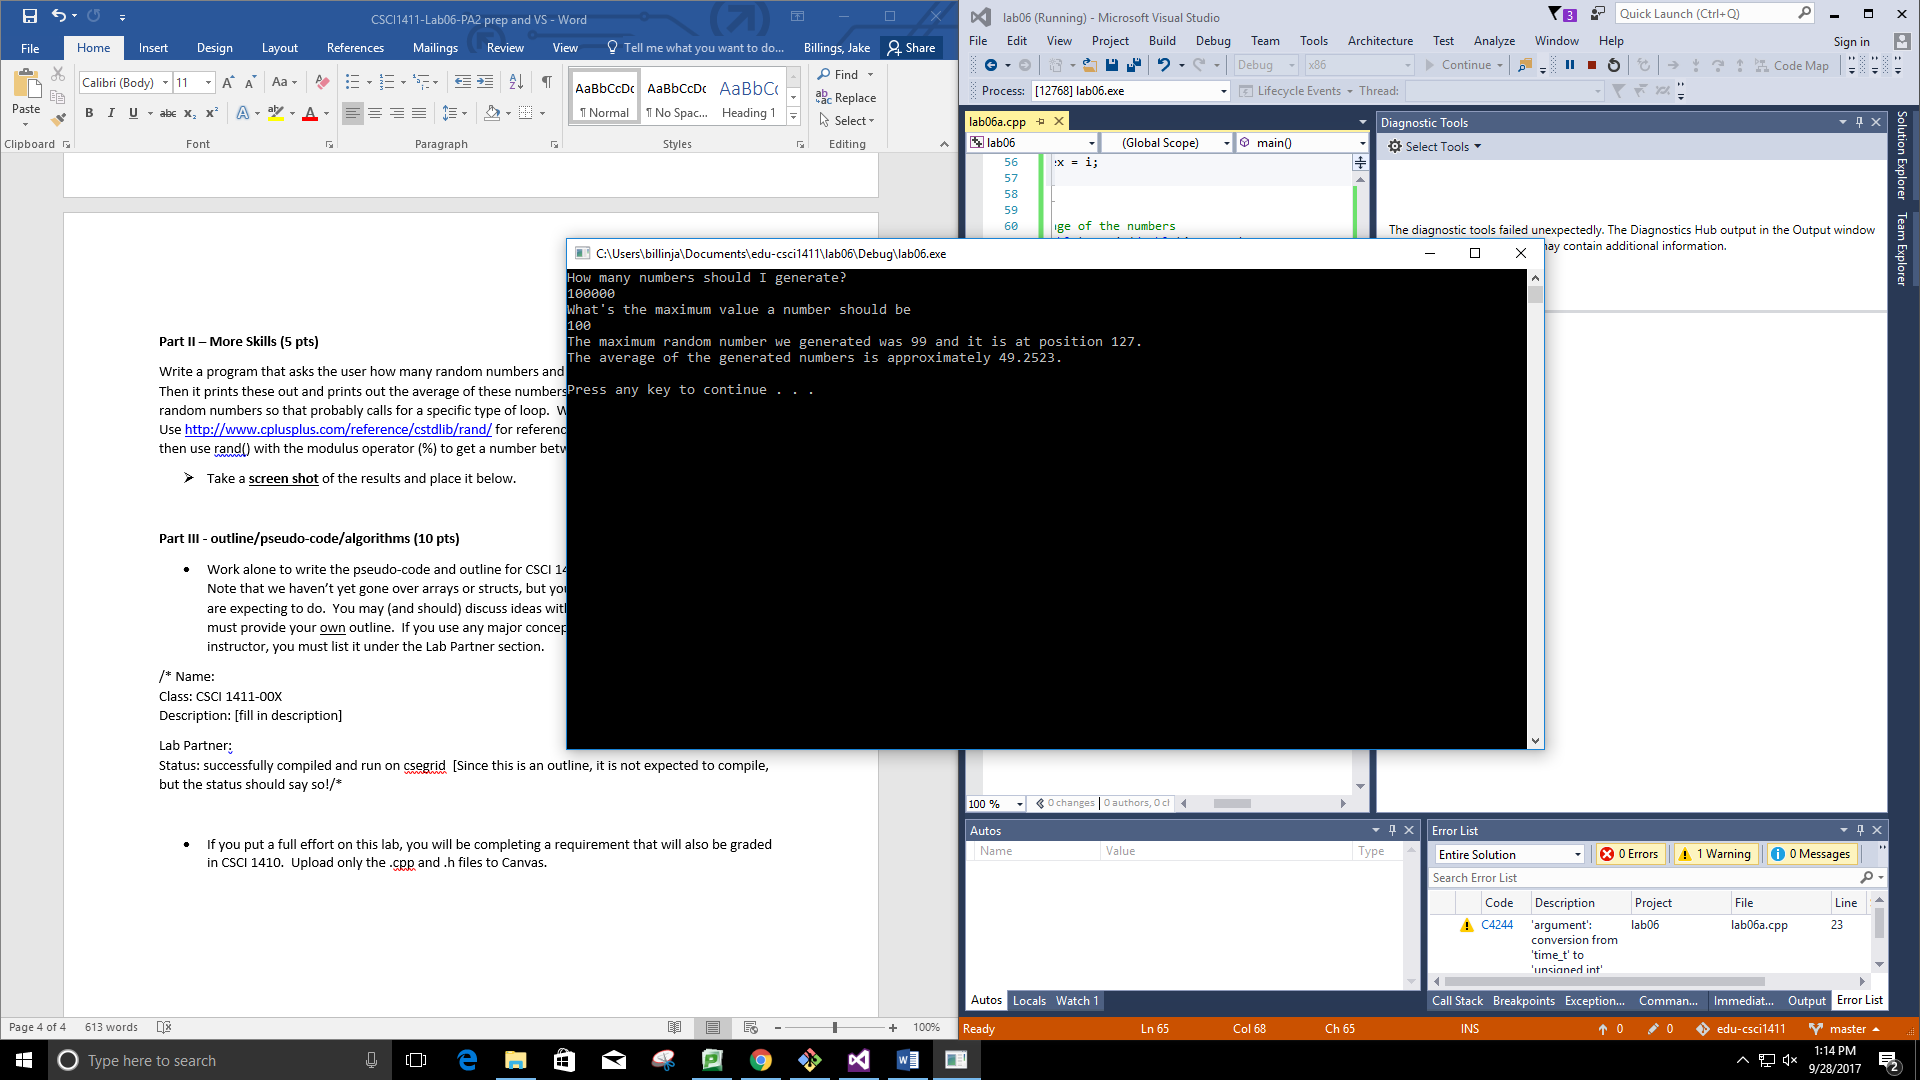 CSCI1411-Lab06-PA2 prep and VS - Word
File Home Insert Design Layout References Mailings Review View Tell me what you want to do... Billings, Jake Share
Paste
Calibri (Body) 11
Aa
B I U abc x₂ x²
AaBbCcDc AaBbCcDc AaBbCc
¶ Normal ¶ No Spac... Heading 1
Find
Replace
Select
Clipboard Font Paragraph Styles Editing
Part II – More Skills (5 pts)
Write a program that asks the user how many random numbers and
Then it prints these out and prints out the average of these numbers
random numbers so that probably calls for a specific type of loop. W
Use http://www.cplusplus.com/reference/cstdlib/rand/ for referenc
then use rand() with the modulus operator (%) to get a number betw
Take a screen shot of the results and place it below.
Part III - outline/pseudo-code/algorithms (10 pts)
Work alone to write the pseudo-code and outline for CSCI 14
Note that we haven't yet gone over arrays or structs, but you
are expecting to do. You may (and should) discuss ideas with
must provide your own outline. If you use any major concep
instructor, you must list it under the Lab Partner section.
/* Name:
Class: CSCI 1411-00X
Description: [fill in description]
Lab Partner:
Status: successfully compiled and run on csegrid [Since this is an outline, it is not expected to compile,
but the status should say so!/*
If you put a full effort on this lab, you will be completing a requirement that will also be graded
in CSCI 1410. Upload only the .cpp and .h files to Canvas.
Page 4 of 4 613 words 100%
lab06 (Running) - Microsoft Visual Studio
3
Quick Launch (Ctrl+Q)
File Edit View Project Build Debug Team Tools Architecture Test Analyze Window Help Sign in
Debug x86 Continue Code Map
Process: [12768] lab06.exe Lifecycle Events Thread:
lab06a.cpp
lab06 (Global Scope) main()
56 x = i;
57
58
59
60 ge of the numbers
Diagnostic Tools
Select Tools
The diagnostic tools failed unexpectedly. The Diagnostics Hub output in the Output window
may contain additional information.
Solution Explorer
Team Explorer
C:\Users\billinja\Documents\edu-csci1411\lab06\Debug\lab06.exe
How many numbers should I generate?
100000
What's the maximum value a number should be
100
The maximum random number we generated was 99 and it is at position 127.
The average of the generated numbers is approximately 49.2523.
Press any key to continue . . .
100 % 0 changes | 0 authors, 0 cl
Autos
Name Value Type
Autos Locals Watch 1
Error List
Entire Solution 0 Errors 1 Warning 0 Messages
Search Error List
Code Description Project File Line
C4244 'argument': lab06 lab06a.cpp 23
conversion from
'time_t' to
'unsigned int'
Call Stack Breakpoints Exception... Comman... Immediat... Output Error List
Ready Ln 65 Col 68 Ch 65 INS 0 0 edu-csci1411 master
Type here to search
1:14 PM
9/28/2017
2